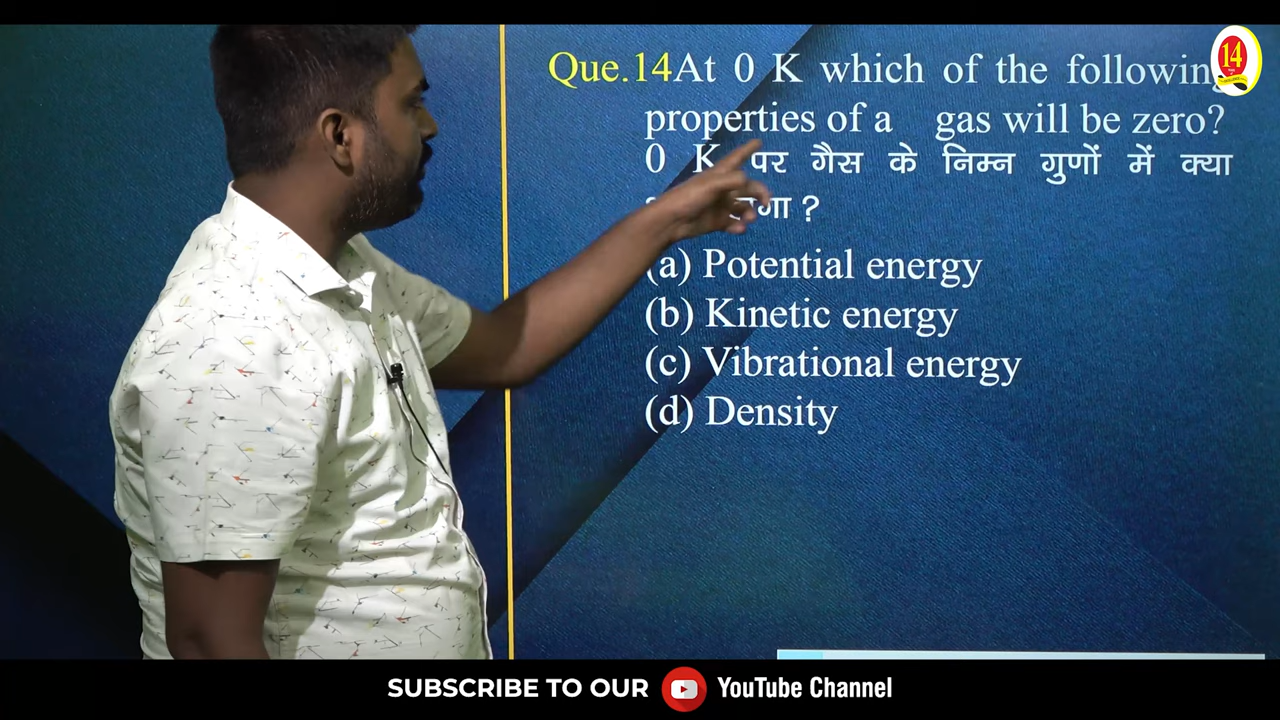 Que.14At 0 K which of the following
properties of a gas will be zero?
0 K पर गैस के निम्न गुणों में क्या
?
(a) Potential energy
(b) Kinetic energy
(c) Vibrational energy
(d) Density
14
SUBSCRIBE TO OUR YouTube Channel